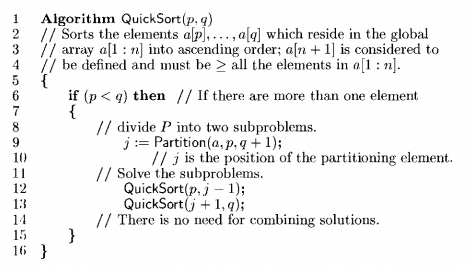 1 Algorithm QuickSort(p, q)
2 // Sorts the elements a[p], . . . , a[q] which reside in the global
3 // array a[1 : n] into ascending order; a[n + 1] is considered to
4 // be defined and must be ≥ all the elements in a[1 : n].
5 {
6 if (p < q) then // If there are more than one element
7 {
8 // divide P into two subproblems.
9 j := Partition(a, p, q + 1);
10 // j is the position of the partitioning element.
11 // Solve the subproblems.
12 QuickSort(p, j − 1);
13 QuickSort(j + 1, q);
14 // There is no need for combining solutions.
15 }
16 }